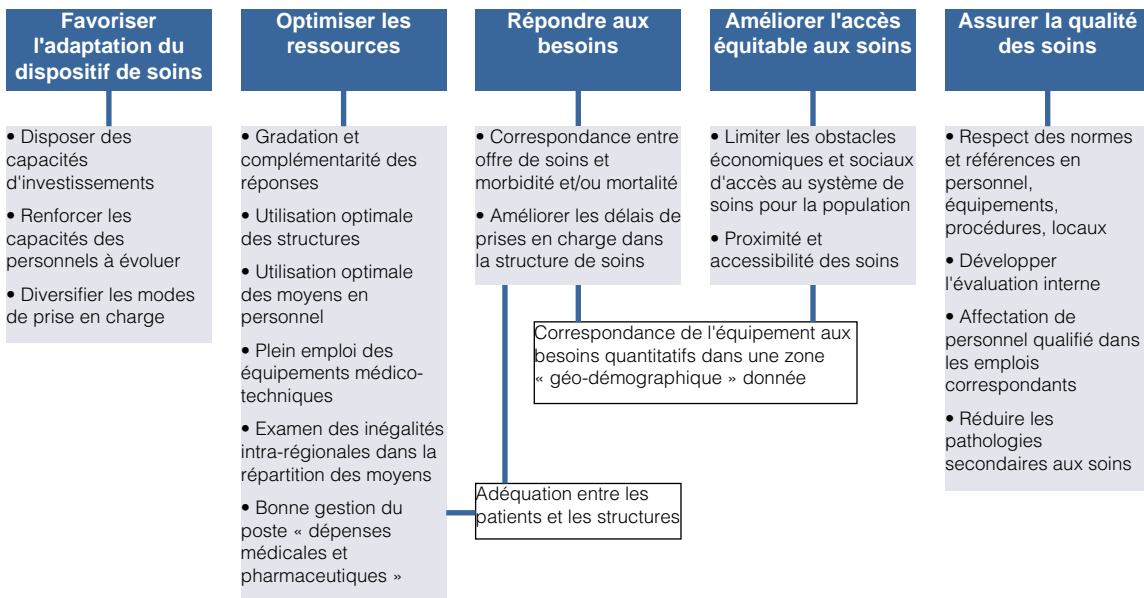 Favoriser
l'adaptation du
dispositif de soins
• Disposer des
capacités
d'investissements
• Renforcer les
capacités des
personnels à évoluer
• Diversifier les modes
de prise en charge
Optimiser les
ressources
• Gradation et
complémentarité des
réponses
• Utilisation optimale
des structures
• Utilisation optimale
des moyens en
personnel
• Plein emploi des
équipements médico-
techniques
• Examen des inégalités
intra-régionales dans la
répartition des moyens
• Bonne gestion du
poste « dépenses
médicales et
pharmaceutiques »
Répondre aux
besoins
• Correspondance entre
offre de soins et
morbidité et/ou mortalité
• Améliorer les délais de
prises en charge dans
la structure de soins
Améliorer l'accès
équitable aux soins
• Limiter les obstacles
économiques et sociaux
d'accès au système de
soins pour la population
• Proximité et
accessibilité des soins
Correspondance de l'équipement aux
besoins quantitatifs dans une zone
« géo-démographique » donnée
Adéquation entre les
patients et les structures
Assurer la qualité
des soins
• Respect des normes
et références en
personnel,
équipements,
procédures, locaux
• Développer
l'évaluation interne
• Affectation de
personnel qualifié dans
les emplois
correspondants
• Réduire les
pathologies
secondaires aux soins